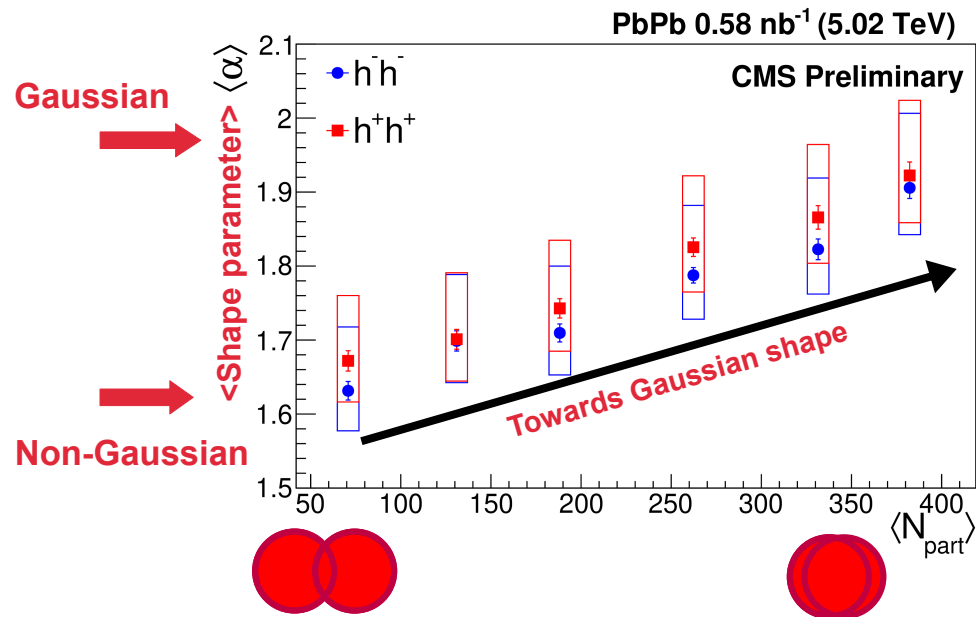 PbPb 0.58 nb⁻¹ (5.02 TeV)
CMS Preliminary
h⁻h⁻
h⁺h⁺
Gaussian
Non-Gaussian
<Shape parameter> ⟨α⟩
2.1
2
1.9
1.8
1.7
1.6
1.5
Towards Gaussian shape
50 100 150 200 250 300 350 400
⟨N_part⟩